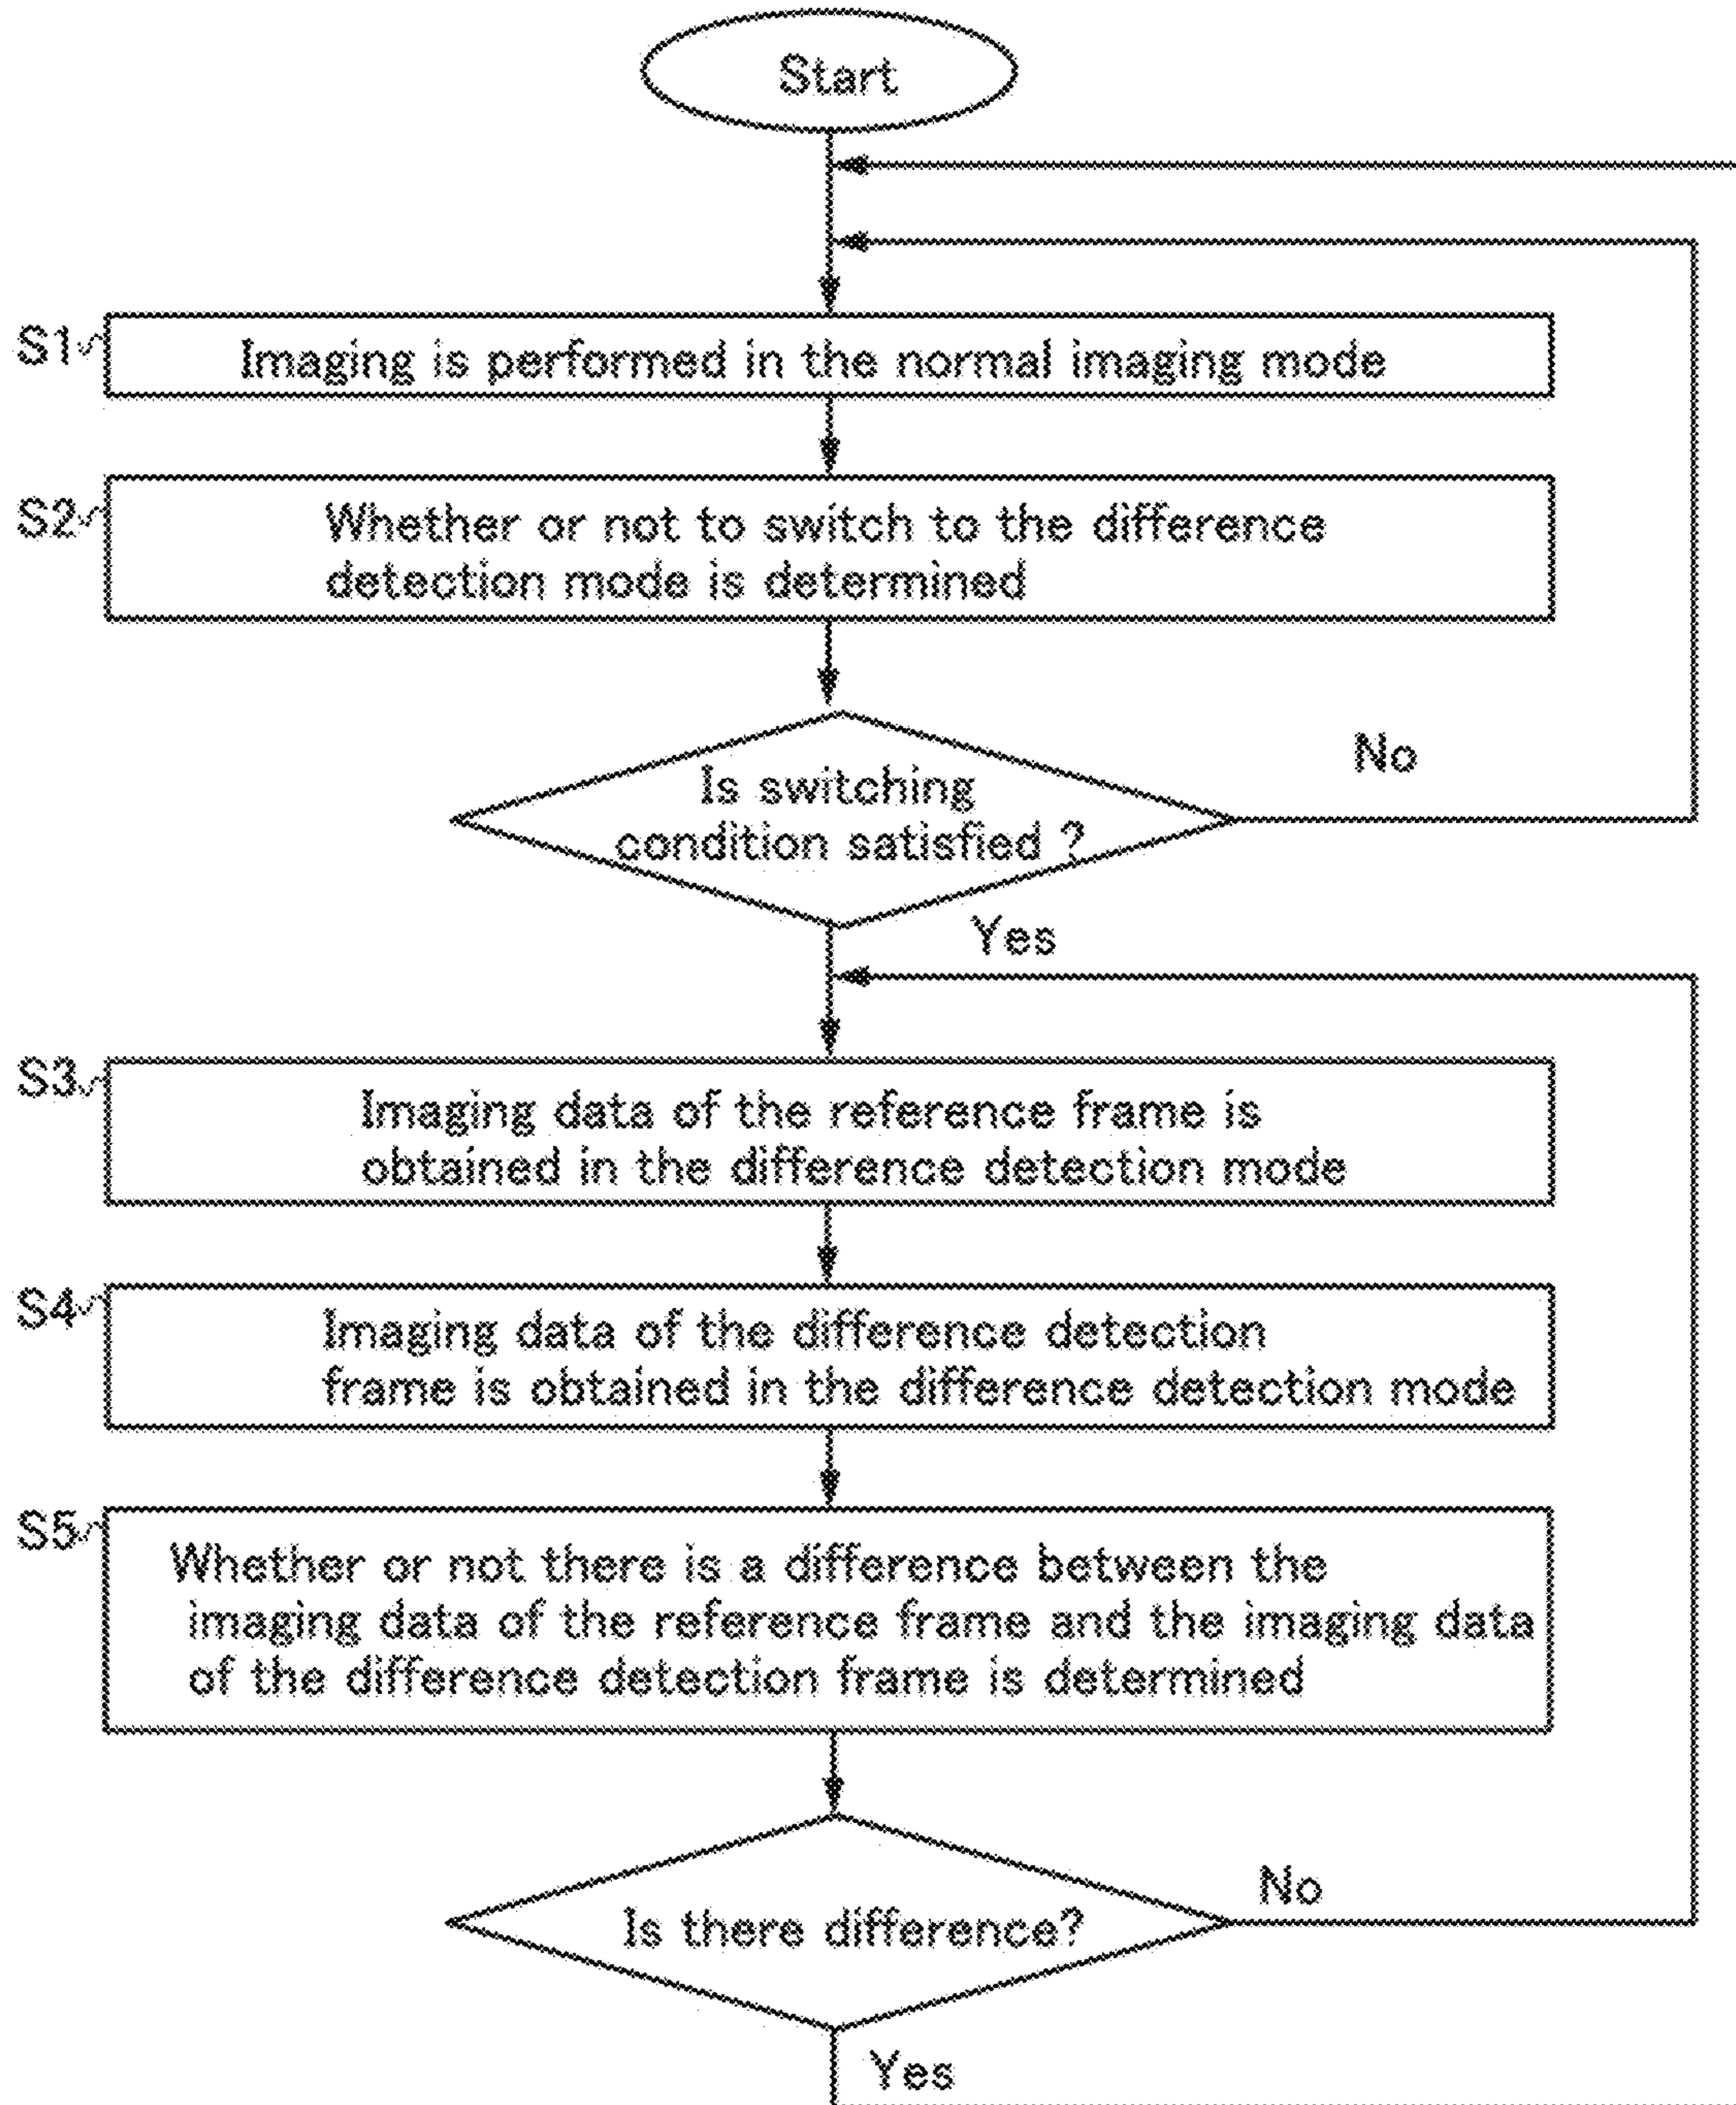 Start
S1
Imaging is performed in the normal imaging mode
S2
Whether or not to switch to the difference
detection mode is determined
Is switching
condition satisfied ?
No
Yes
S3
Imaging data of the reference frame is
obtained in the difference detection mode
S4
Imaging data of the difference detection
frame is obtained in the difference detection mode
S5
Whether or not there is a difference between the
imaging data of the reference frame and the imaging data
of the difference detection frame is determined
Is there difference?
No
Yes